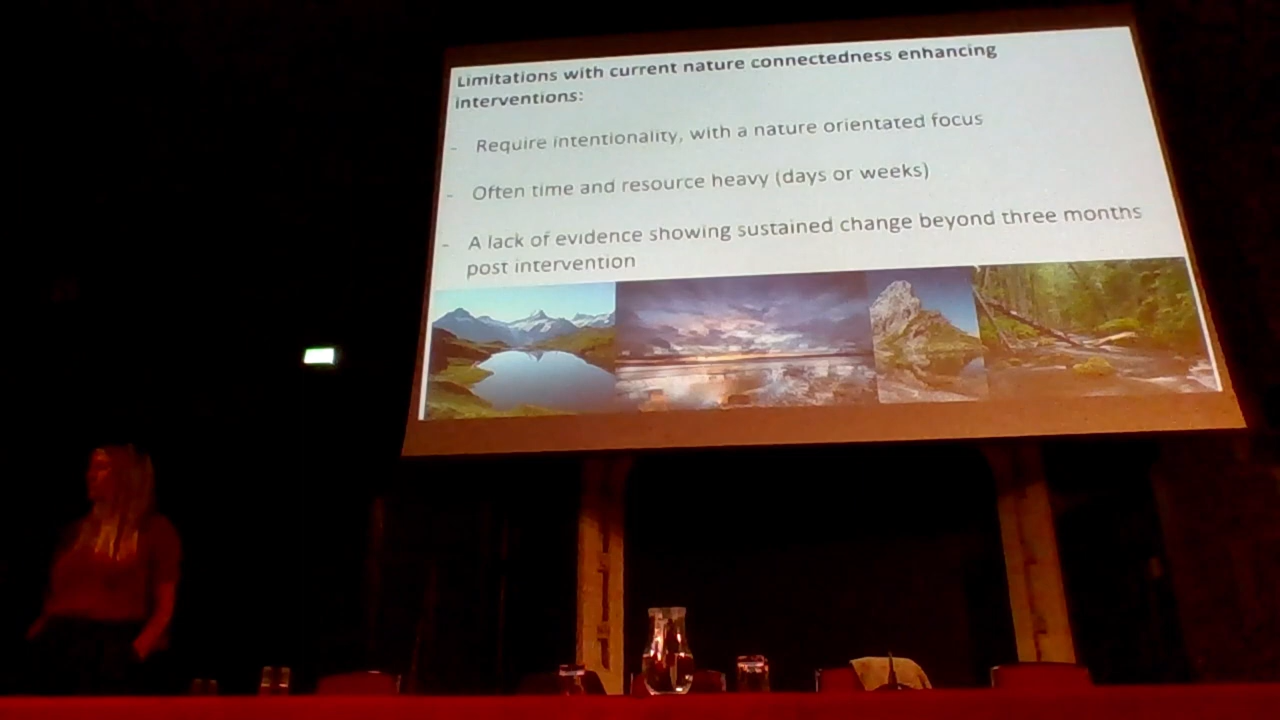 Limitations with current nature connectedness enhancing
interventions:
- Require intentionality, with a nature orientated focus
- Often time and resource heavy (days or weeks)
- A lack of evidence showing sustained change beyond three months
post intervention